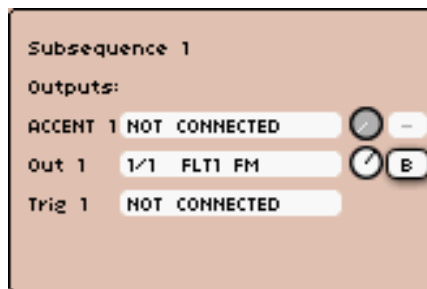 Subsequence 1
Outputs:
ACCENT 1 NOT CONNECTED –
Out 1 1/1 FLT1 FM B
Trig 1 NOT CONNECTED